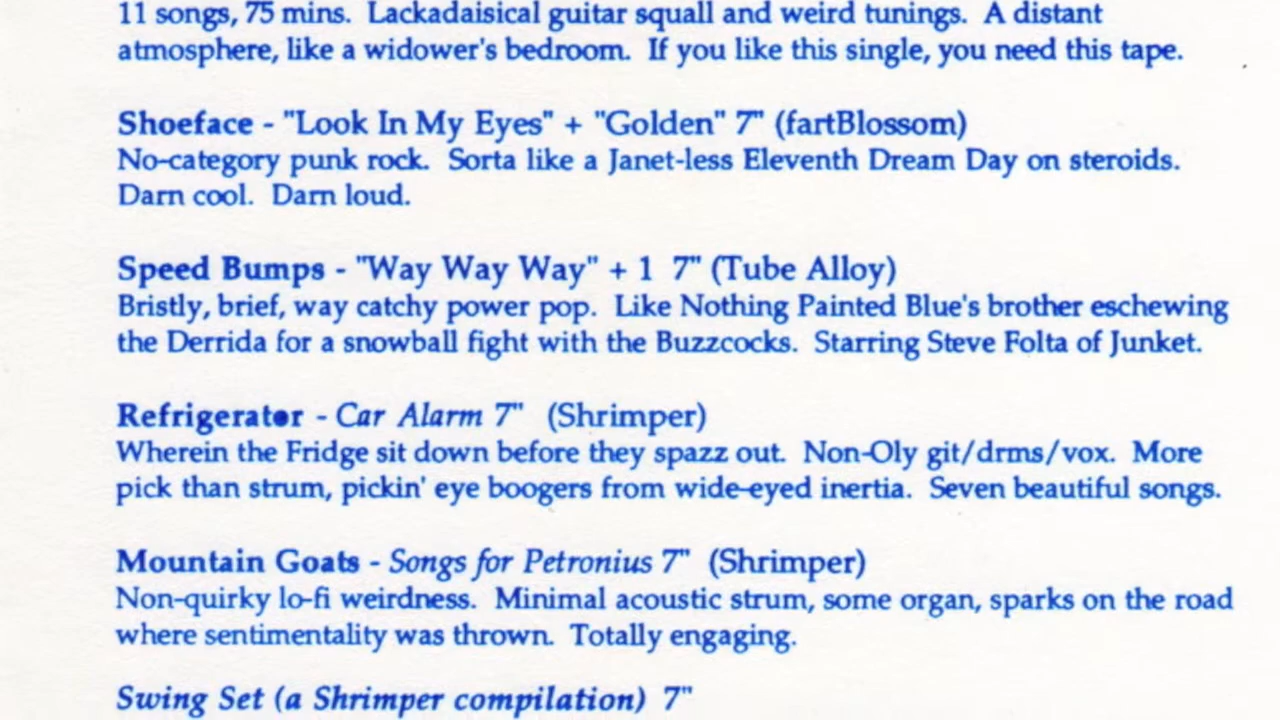 11 songs, 75 mins.  Lackadaisical guitar squall and weird tunings.  A distant
atmosphere, like a widower's bedroom.  If you like this single, you need this tape.
Shoeface - "Look In My Eyes" + "Golden" 7" (fartBlossom)
No-category punk rock.  Sorta like a Janet-less Eleventh Dream Day on steroids.
Darn cool.  Darn loud.
Speed Bumps - "Way Way Way" + 1  7" (Tube Alloy)
Bristly, brief, way catchy power pop.  Like Nothing Painted Blue's brother eschewing
the Derrida for a snowball fight with the Buzzcocks.  Starring Steve Folta of Junket.
Refrigerator - Car Alarm 7"  (Shrimper)
Wherein the Fridge sit down before they spazz out.  Non-Oly git/drms/vox.  More
pick than strum, pickin' eye boogers from wide-eyed inertia.  Seven beautiful songs.
Mountain Goats - Songs for Petronius 7"  (Shrimper)
Non-quirky lo-fi weirdness.  Minimal acoustic strum, some organ, sparks on the road
where sentimentality was thrown.  Totally engaging.
Swing Set (a Shrimper compilation)  7"